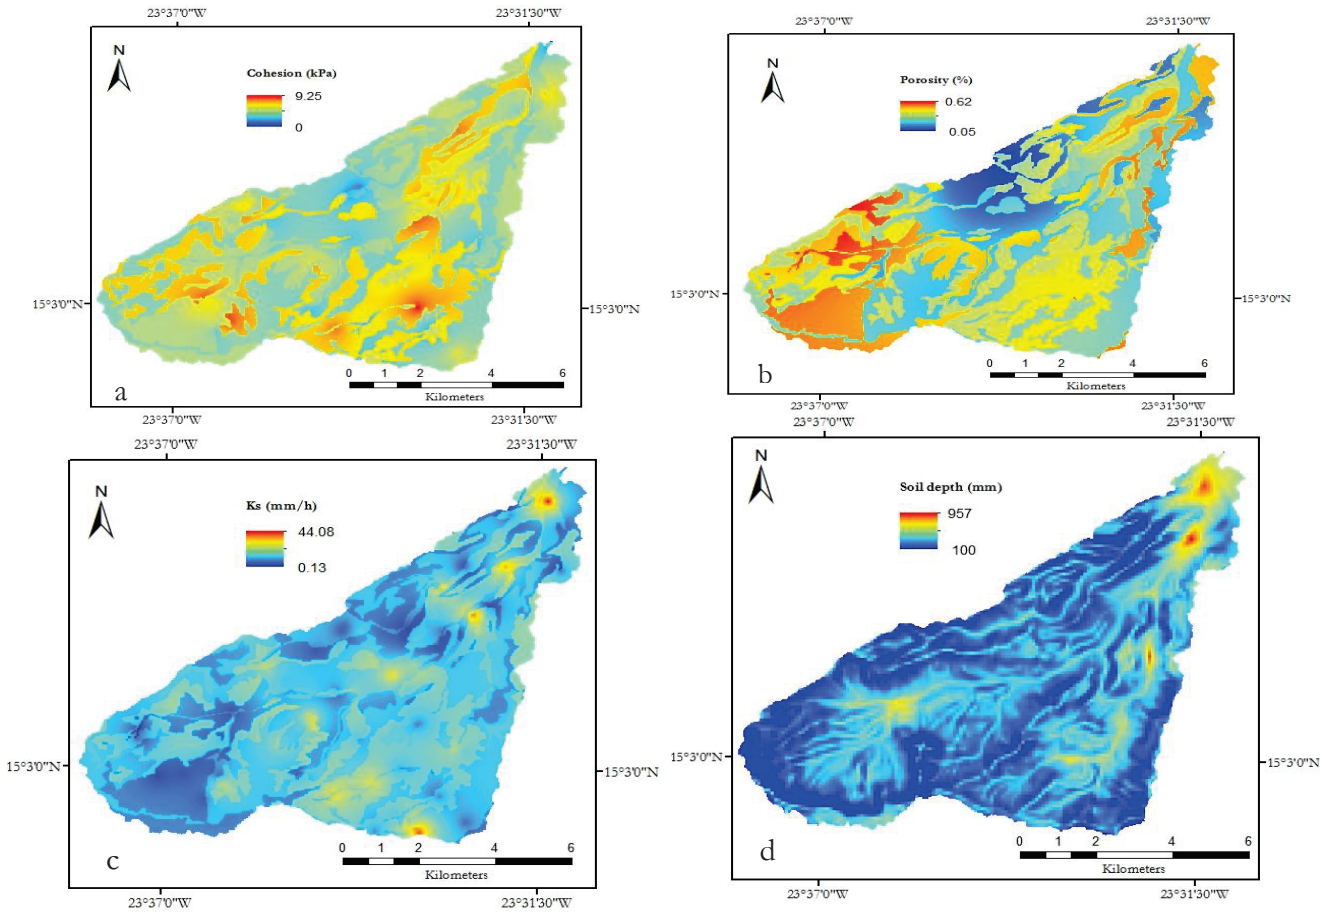 23°37'0"W
23°31'30"W
N
Cohesion (kPa)
9.25
0
15°3'0"N
15°3'0"N
0 1 2 4 6
Kilometers
a
23°37'0"W
23°31'30"W
23°37'0"W
23°31'30"W
N
Porosity (%)
0.62
0.05
15°3'0"N
15°3'0"N
0 1 2 4 6
Kilometers
b
23°37'0"W
23°31'30"W
23°37'0"W
23°31'30"W
N
Ks (mm/h)
44.08
0.13
15°3'0"N
15°3'0"N
0 1 2 4 6
Kilometers
c
23°37'0"W
23°31'30"W
23°37'0"W
23°31'30"W
N
Soil depth (mm)
957
100
15°3'0"N
15°3'0"N
0 1 2 4 6
Kilometers
d
23°37'0"W
23°31'30"W